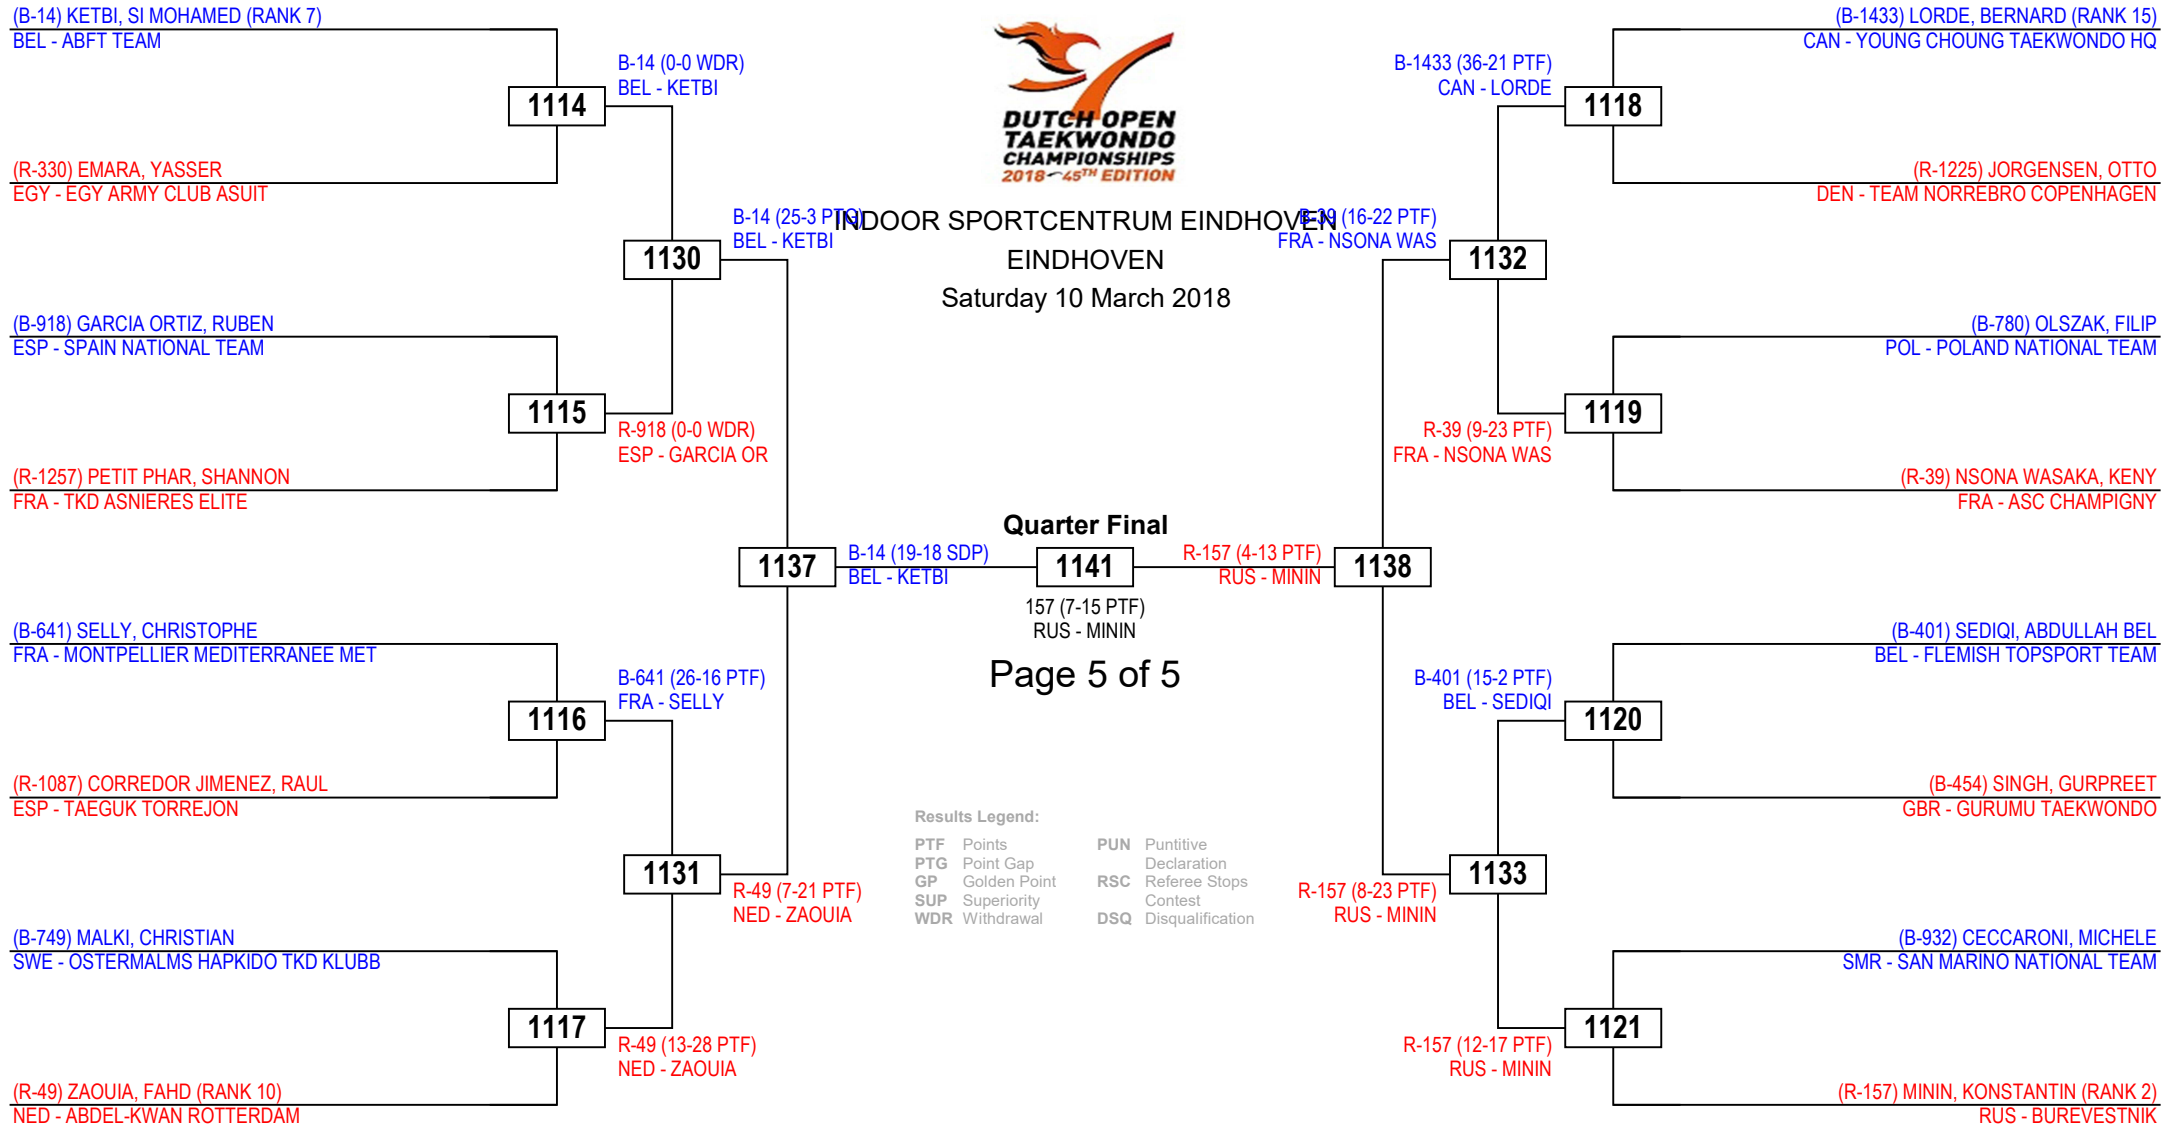 (B-14) KETBI, SI MOHAMED (RANK 7)
BEL - ABFT TEAM
B-14 (0-0 WDR)
BEL - KETBI
1114
(R-330) EMARA, YASSER
EGY - EGY ARMY CLUB ASUIT
B-14 (25-3 PTG)
BEL - KETBI
1130
(B-918) GARCIA ORTIZ, RUBEN
ESP - SPAIN NATIONAL TEAM
1115
R-918 (0-0 WDR)
ESP - GARCIA OR
(R-1257) PETIT PHAR, SHANNON
FRA - TKD ASNIERES ELITE
1137
B-14 (19-18 SDP)
BEL - KETBI
(B-641) SELLY, CHRISTOPHE
FRA - MONTPELLIER MEDITERRANEE MET
B-641 (26-16 PTF)
FRA - SELLY
1116
(R-1087) CORREDOR JIMENEZ, RAUL
ESP - TAEGUK TORREJON
1131
R-49 (7-21 PTF)
NED - ZAOUIA
(B-749) MALKI, CHRISTIAN
SWE - OSTERMALMS HAPKIDO TKD KLUBB
1117
R-49 (13-28 PTF)
NED - ZAOUIA
(R-49) ZAOUIA, FAHD (RANK 10)
NED - ABDEL-KWAN ROTTERDAM
DUTCH OPEN
TAEKWONDO
CHAMPIONSHIPS
2018 - 45TH EDITION
INDOOR SPORTCENTRUM EINDHOVEN
EINDHOVEN
Saturday 10 March 2018
Quarter Final
1141
157 (7-15 PTF)
RUS - MININ
Page 5 of 5
Results Legend:
PTF Points
PTG Point Gap
GP Golden Point
SUP Superiority
WDR Withdrawal
PUN Puntitive
Declaration
RSC Referee Stops
Contest
DSQ Disqualification
(B-1433) LORDE, BERNARD (RANK 15)
CAN - YOUNG CHOUNG TAEKWONDO HQ
B-1433 (36-21 PTF)
CAN - LORDE
1118
(R-1225) JORGENSEN, OTTO
DEN - TEAM NORREBRO COPENHAGEN
B-39 (16-22 PTF)
FRA - NSONA WAS
1132
(B-780) OLSZAK, FILIP
POL - POLAND NATIONAL TEAM
1119
R-39 (9-23 PTF)
FRA - NSONA WAS
(R-39) NSONA WASAKA, KENY
FRA - ASC CHAMPIGNY
R-157 (4-13 PTF)
RUS - MININ
1138
(B-401) SEDIQI, ABDULLAH BEL
BEL - FLEMISH TOPSPORT TEAM
B-401 (15-2 PTF)
BEL - SEDIQI
1120
(B-454) SINGH, GURPREET
GBR - GURUMU TAEKWONDO
1133
R-157 (8-23 PTF)
RUS - MININ
(B-932) CECCARONI, MICHELE
SMR - SAN MARINO NATIONAL TEAM
1121
R-157 (12-17 PTF)
RUS - MININ
(R-157) MININ, KONSTANTIN (RANK 2)
RUS - BUREVESTNIK